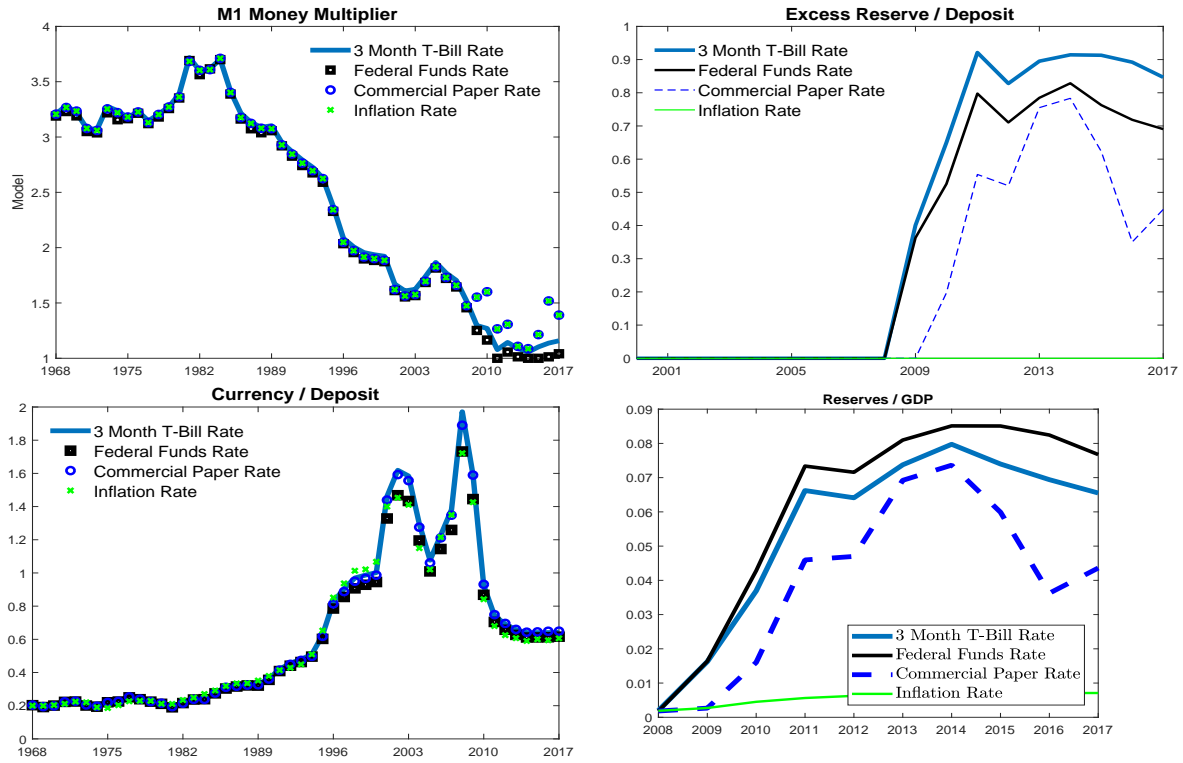 M1 Money Multiplier
Model
4
3.5
3
2.5
2
1.5
1
3 Month T-Bill Rate
Federal Funds Rate
Commercial Paper Rate
Inflation Rate
1968 1975 1982 1989 1996 2003 2010 2017
Excess Reserve / Deposit
1
0.9
0.8
0.7
0.6
0.5
0.4
0.3
0.2
0.1
0
3 Month T-Bill Rate
Federal Funds Rate
Commercial Paper Rate
Inflation Rate
2001 2005 2009 2013 2017
Currency / Deposit
2
1.8
1.6
1.4
1.2
1
0.8
0.6
0.4
0.2
0
3 Month T-Bill Rate
Federal Funds Rate
Commercial Paper Rate
Inflation Rate
1968 1975 1982 1989 1996 2003 2010 2017
Reserves / GDP
0.09
0.08
0.07
0.06
0.05
0.04
0.03
0.02
0.01
0
3 Month T-Bill Rate
Federal Funds Rate
Commercial Paper Rate
Inflation Rate
2008 2009 2010 2011 2012 2013 2014 2015 2016 2017